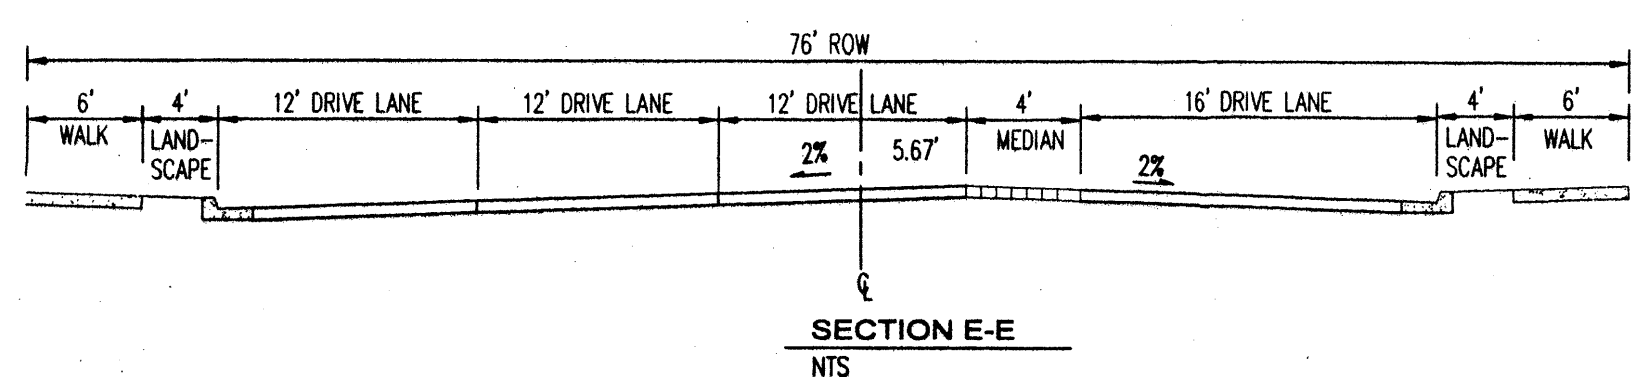 76' ROW
6' 4' 12' DRIVE LANE 12' DRIVE LANE 12' DRIVE LANE 4' 16' DRIVE LANE 4' 6'
WALK LAND-
SCAPE 2% 5.67' MEDIAN 2% LAND-
SCAPE WALK
℄
SECTION E-E
NTS